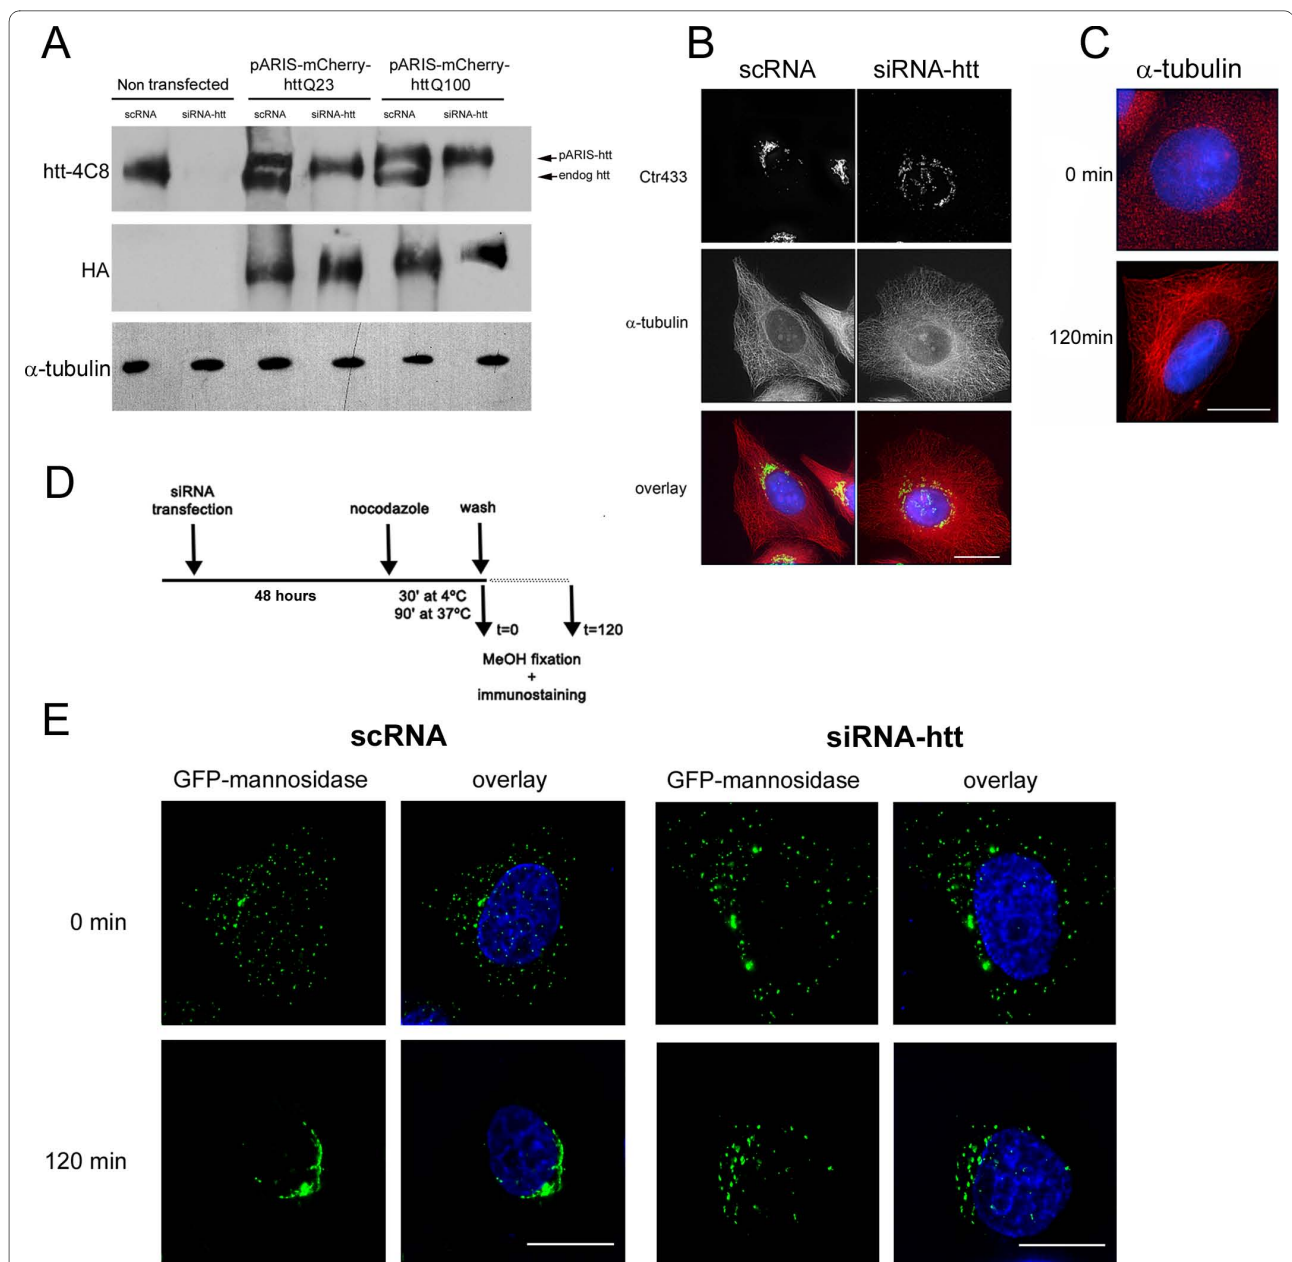 A
pARIS-mCherry-
httQ23
pARIS-mCherry-
httQ100
Non transfected
scRNA siRNA-htt scRNA siRNA-htt scRNA siRNA-htt
htt-4C8
pARIS-htt
endog htt
HA
α-tubulin
B
scRNA siRNA-htt
Ctr433
α-tubulin
overlay
C
α-tubulin
0 min
120min
D
siRNA
transfection
nocodazole
wash
48 hours
30' at 4ºC
90' at 37ºC
t=0
t=120
MeOH fixation
+
immunostaining
E
scRNA siRNA-htt
GFP-mannosidase overlay GFP-mannosidase overlay
0 min
120 min